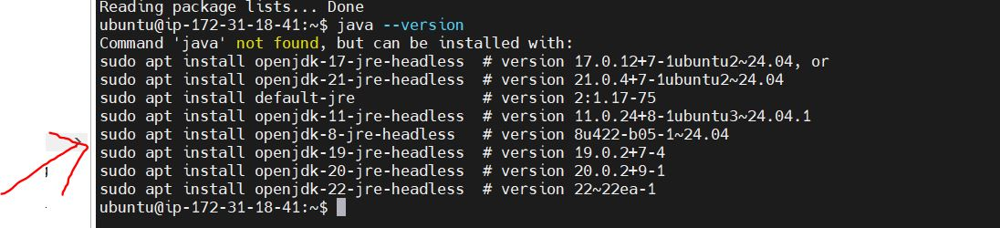 Reading package lists... Done
ubuntu@ip-172-31-18-41:~$ java --version
Command 'java' not found, but can be installed with:
sudo apt install openjdk-17-jre-headless  # version 17.0.12+7-1ubuntu2~24.04, or
sudo apt install openjdk-21-jre-headless  # version 21.0.4+7-1ubuntu2~24.04
sudo apt install default-jre              # version 2:1.17-75
sudo apt install openjdk-11-jre-headless  # version 11.0.24+8-1ubuntu3~24.04.1
sudo apt install openjdk-8-jre-headless   # version 8u422-b05-1~24.04
sudo apt install openjdk-19-jre-headless  # version 19.0.2+7-4
sudo apt install openjdk-20-jre-headless  # version 20.0.2+9-1
sudo apt install openjdk-22-jre-headless  # version 22~22ea-1
ubuntu@ip-172-31-18-41:~$